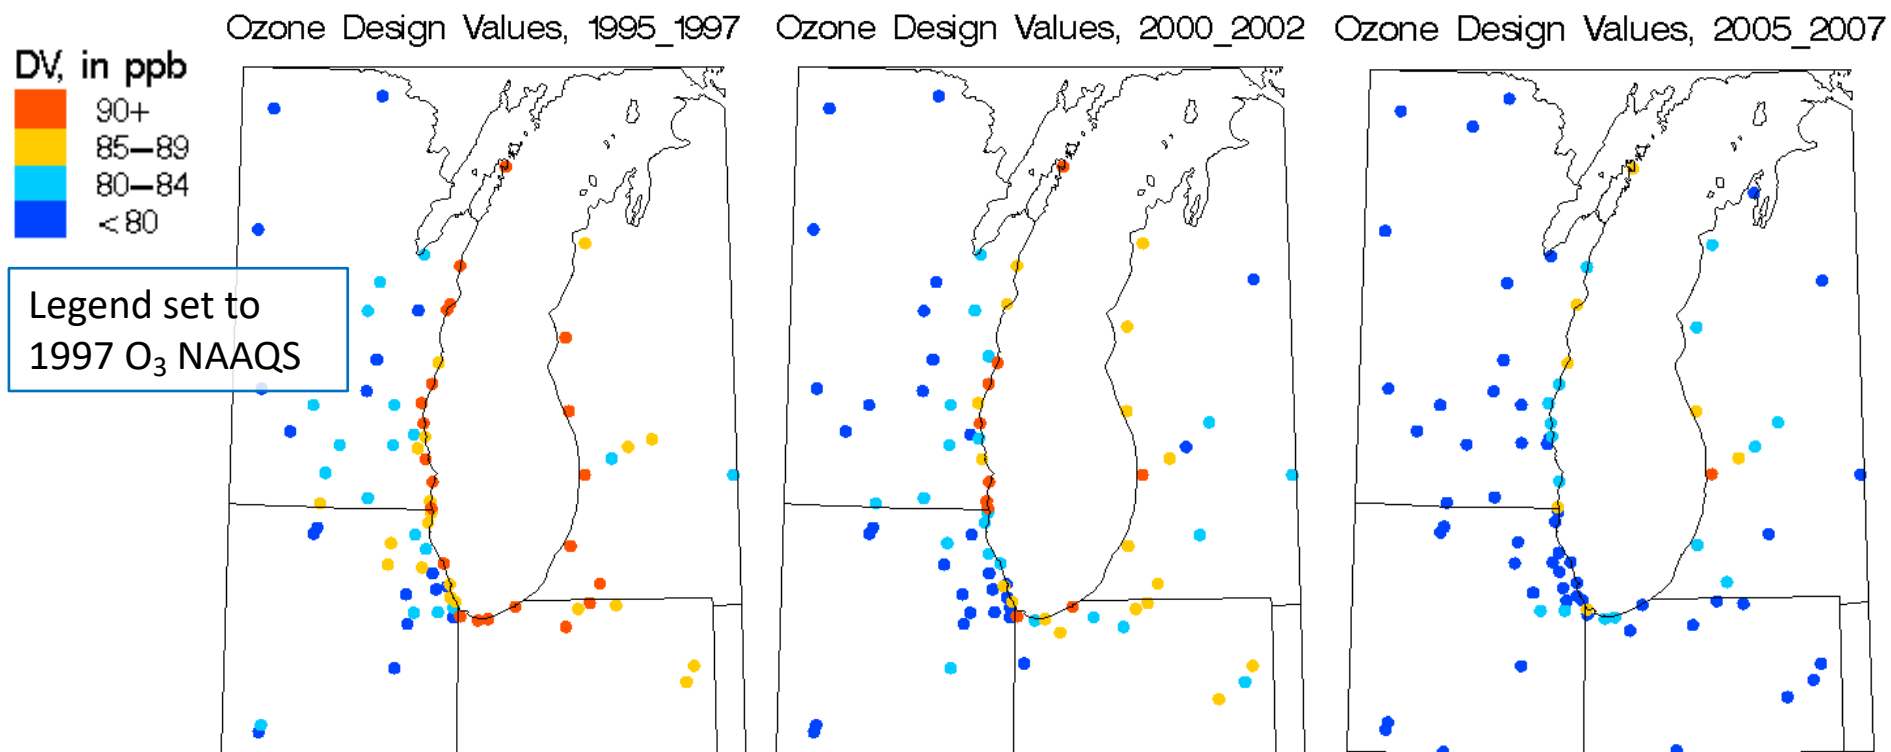 Ozone Design Values, 1995_1997
Ozone Design Values, 2000_2002
Ozone Design Values, 2005_2007
DV, in ppb
90+
85–89
80–84
<80
Legend set to
1997 O₃ NAAQS